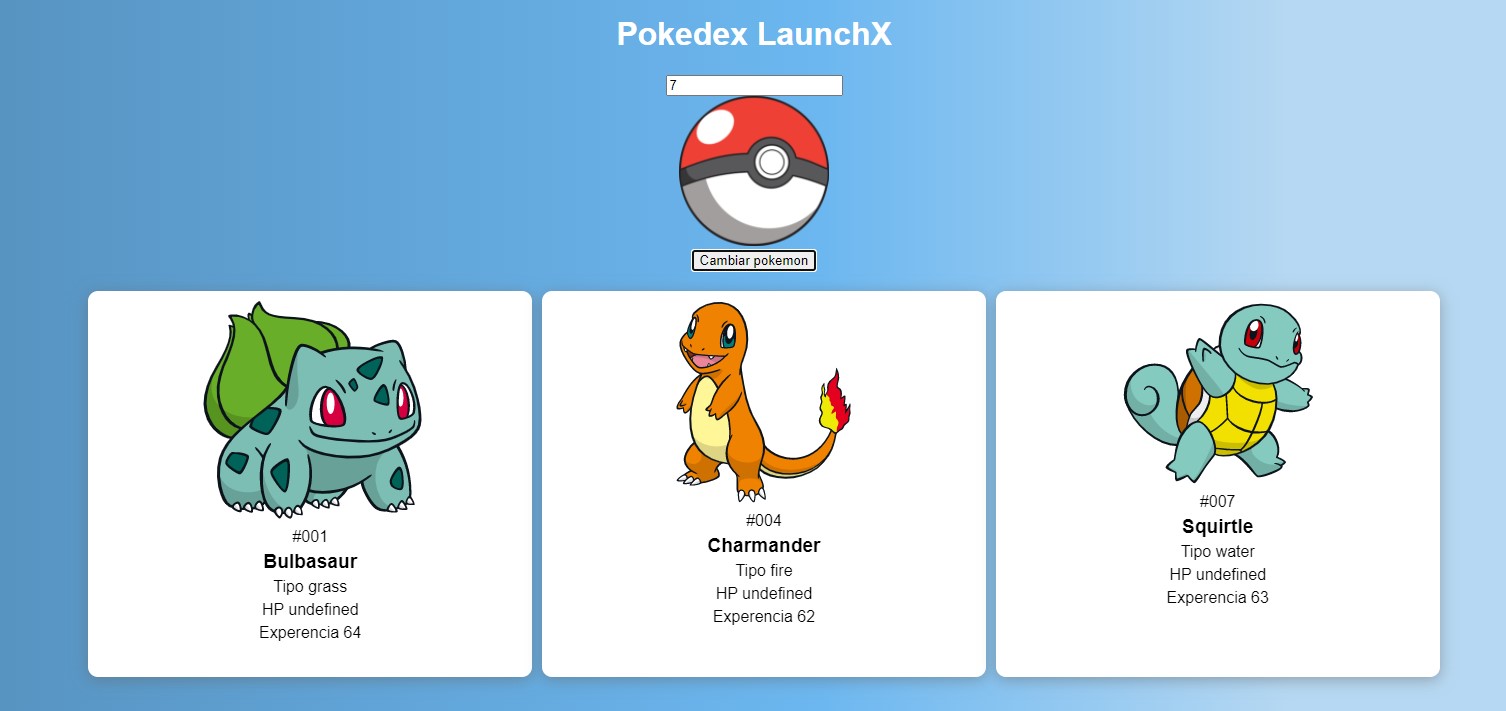 Pokedex LaunchX
7
Cambiar pokemon
#001
Bulbasaur
Tipo grass
HP undefined
Experencia 64
#004
Charmander
Tipo fire
HP undefined
Experencia 62
#007
Squirtle
Tipo water
HP undefined
Experencia 63